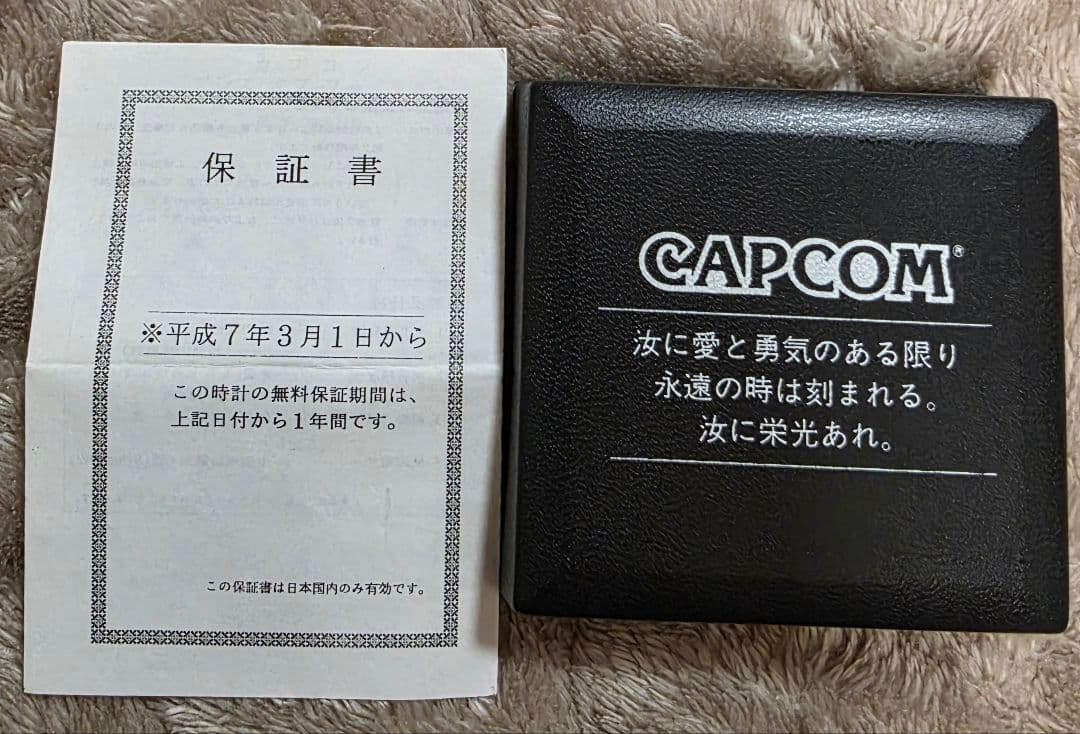 保証書
※平成7年3月1日から
この時計の無料保証期間は、
上記日付から1年間です。
この保証書は日本国内のみ有効です。
CAPCOM®
汝に愛と勇気のある限り
永遠の時は刻まれる。
汝に栄光あれ。